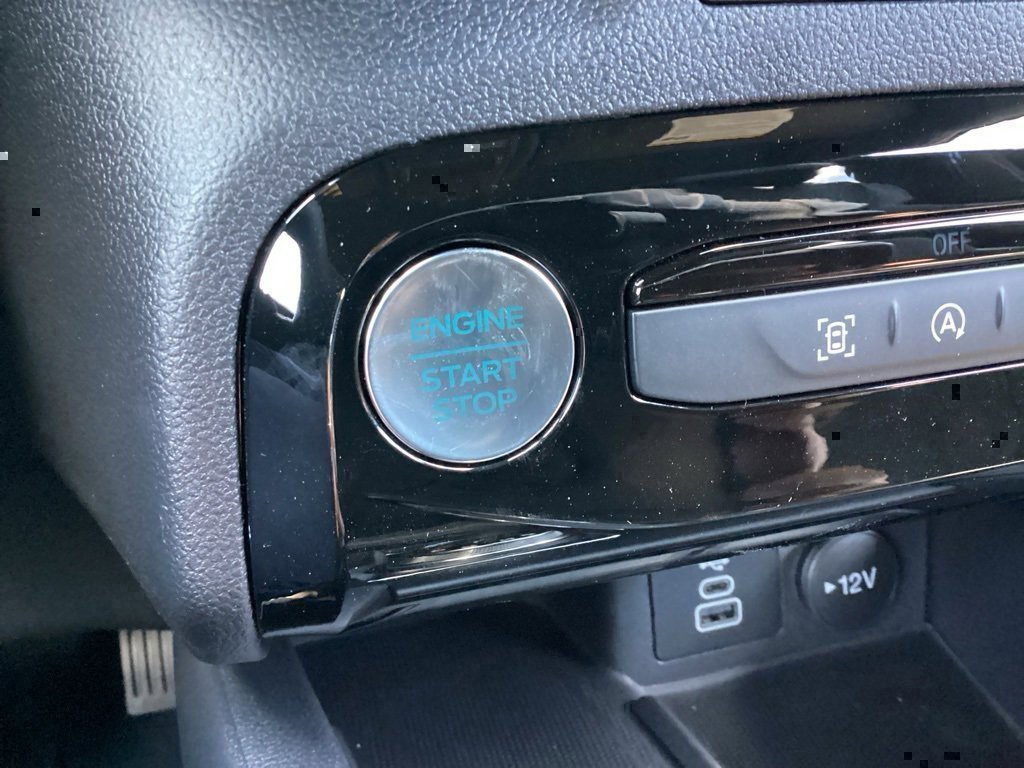 OFF
ENGINE
START
STOP
A
12V